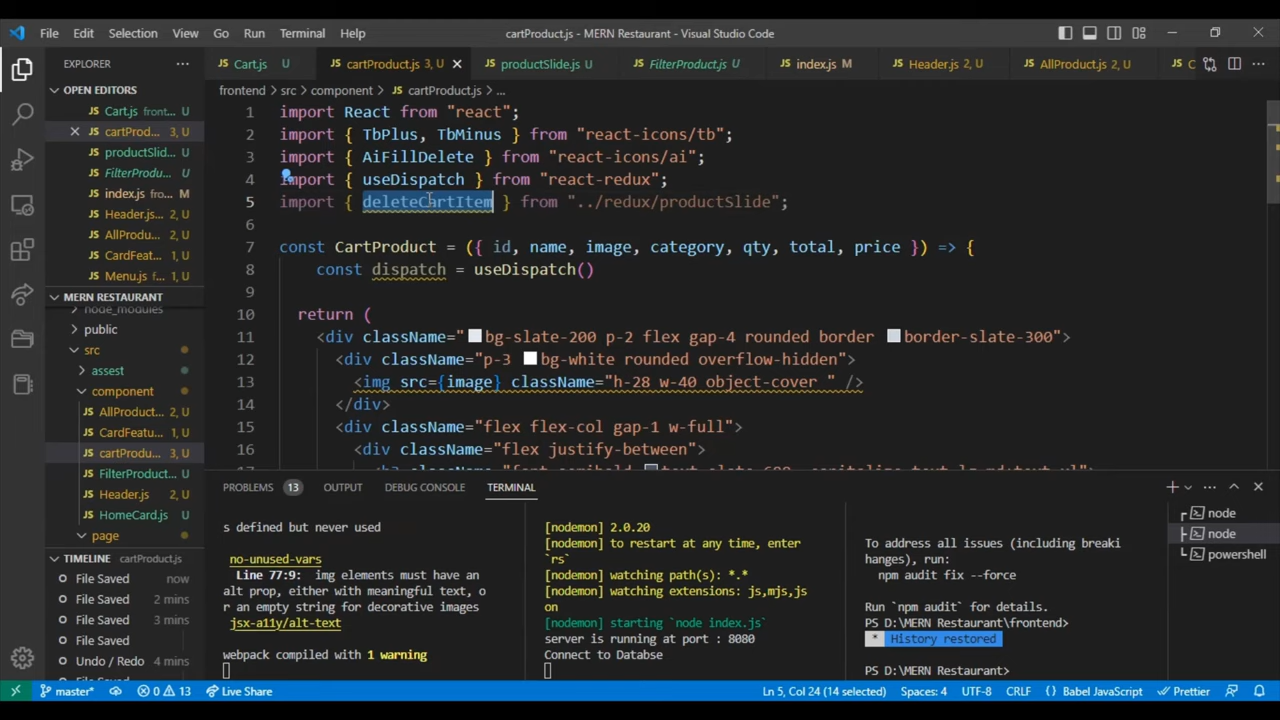 File Edit Selection View Go Run Terminal Help
cartProduct.js - MERN Restaurant - Visual Studio Code
EXPLORER
OPEN EDITORS
JS Cart.js front... U
JS cartProd... 3, U
JS productSlid... U
JS FilterProduc... U
JS index.js fron... M
JS Header.js... 2, U
JS AllProduc... 2, U
JS CardFeat... 2, U
JS Menu.js fr... 2, U
MERN RESTAURANT
node_modules
public
src
assest
component
JS AllProduct... 2, U
JS CardFeatu... 1, U
JS cartProdu... 3, U
JS FilterProduct... U
JS Header.js 2, U
JS HomeCard.js U
page
TIMELINE cartProduct.js
File Saved now
File Saved 2 mins
File Saved 3 mins
File Saved
Undo / Redo 4 mins
File Saved
JS Cart.js U
JS cartProduct.js 3, U
JS productSlide.js U
JS FilterProduct.js U
JS index.js M
JS Header.js 2, U
JS AllProduct.js 2, U
JS C
frontend > src > component > JS cartProduct.js > ...
1 import React from "react";
2 import { TbPlus, TbMinus } from "react-icons/tb";
3 import { AiFillDelete } from "react-icons/ai";
4 import { useDispatch } from "react-redux";
5 import { deleteCartItem } from "../redux/productSlide";
6
7 const CartProduct = ({ id, name, image, category, qty, total, price }) => {
8 const dispatch = useDispatch()
9
10 return (
11 <div className="bg-slate-200 p-2 flex gap-4 rounded border border-slate-300">
12 <div className="p-3 bg-white rounded overflow-hidden">
13 <img src={image} className="h-28 w-40 object-cover " />
14 </div>
15 <div className="flex flex-col gap-1 w-full">
16 <div className="flex justify-between">
PROBLEMS 13 OUTPUT DEBUG CONSOLE TERMINAL
s defined but never used
no-unused-vars
Line 77:9: img elements must have an
alt prop, either with meaningful text, o
r an empty string for decorative images
jsx-a11y/alt-text
webpack compiled with 1 warning
[nodemon] 2.0.20
[nodemon] to restart at any time, enter
`rs`
[nodemon] watching path(s): *.*
[nodemon] watching extensions: js,mjs,js
on
[nodemon] starting `node index.js`
server is running at port : 8080
Connect to Databse
To address all issues (including breaki
hanges), run:
npm audit fix --force
Run `npm audit` for details.
PS D:\MERN Restaurant\frontend>
* History restored
PS D:\MERN Restaurant>
node
node
powershell
master* 0 13 Live Share
Ln 5, Col 24 (14 selected) Spaces: 4 UTF-8 CRLF {} Babel JavaScript Prettier